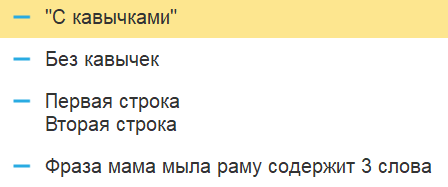 "С кавычками"
Без кавычек
Первая строка
Вторая строка
Фраза мама мыла раму содержит 3 слова